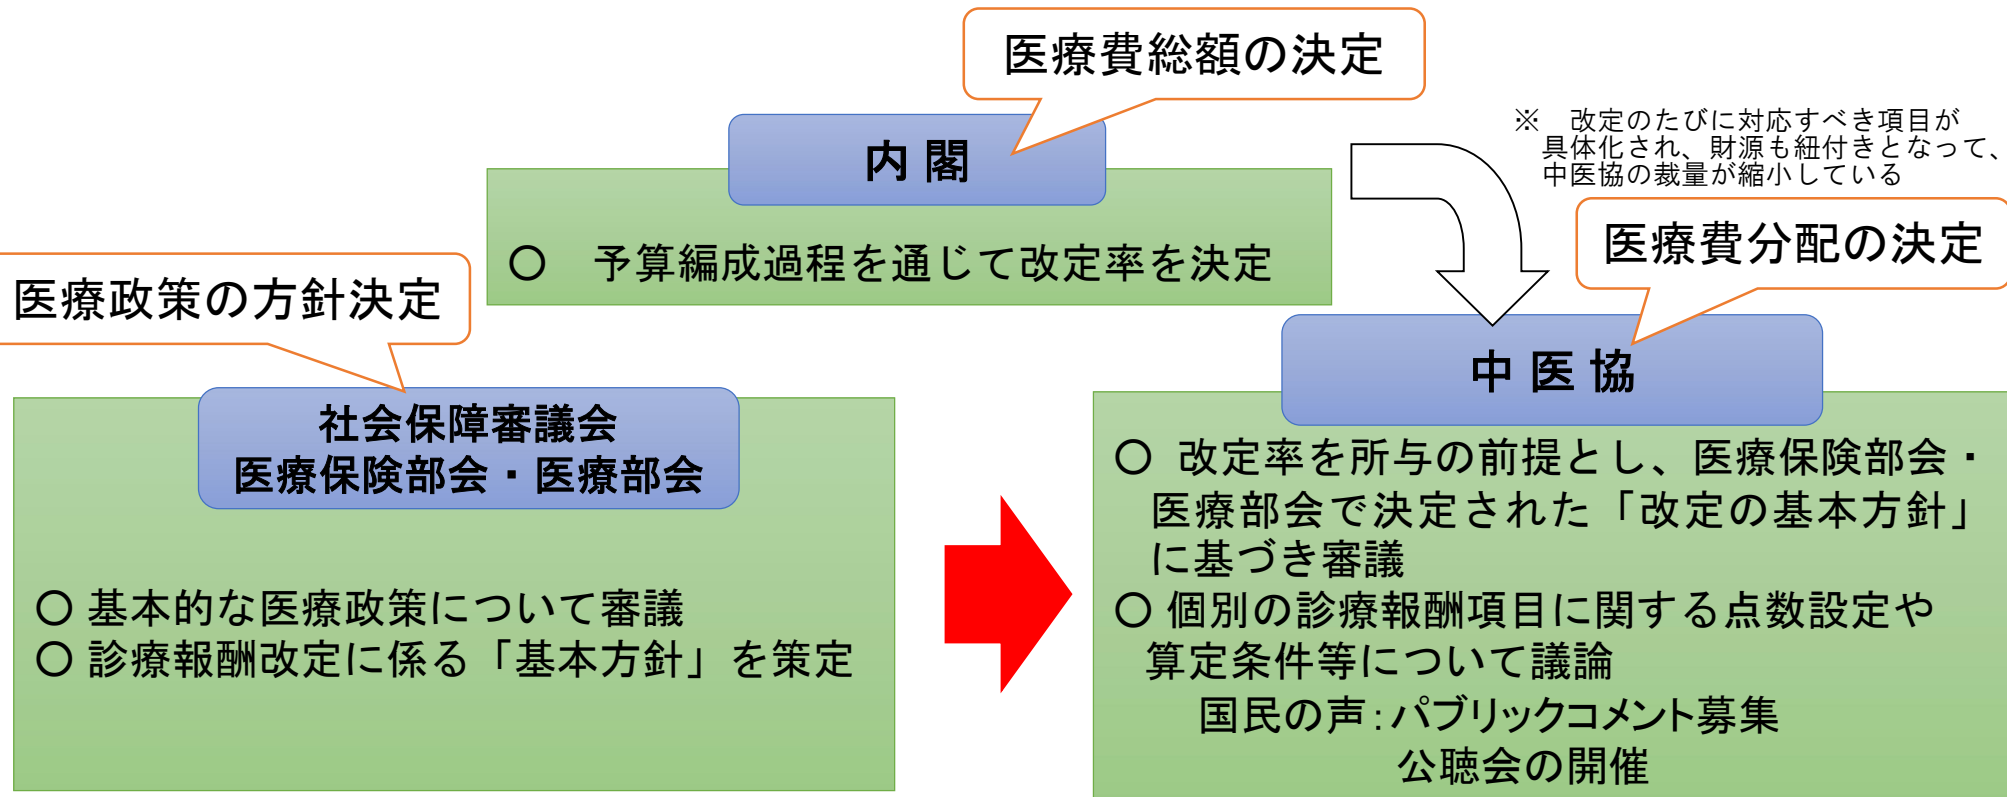 医療費総額の決定
内 閣
〇　予算編成過程を通じて改定率を決定
※　改定のたびに対応すべき項目が
具体化され、財源も紐付きとなって、
中医協の裁量が縮小している
医療政策の方針決定
社会保障審議会
医療保険部会・医療部会
〇 基本的な医療政策について審議
〇 診療報酬改定に係る「基本方針」を策定
医療費分配の決定
中 医 協
〇 改定率を所与の前提とし、医療保険部会・
医療部会で決定された「改定の基本方針」
に基づき審議
〇 個別の診療報酬項目に関する点数設定や
算定条件等について議論
国民の声：パブリックコメント募集
公聴会の開催